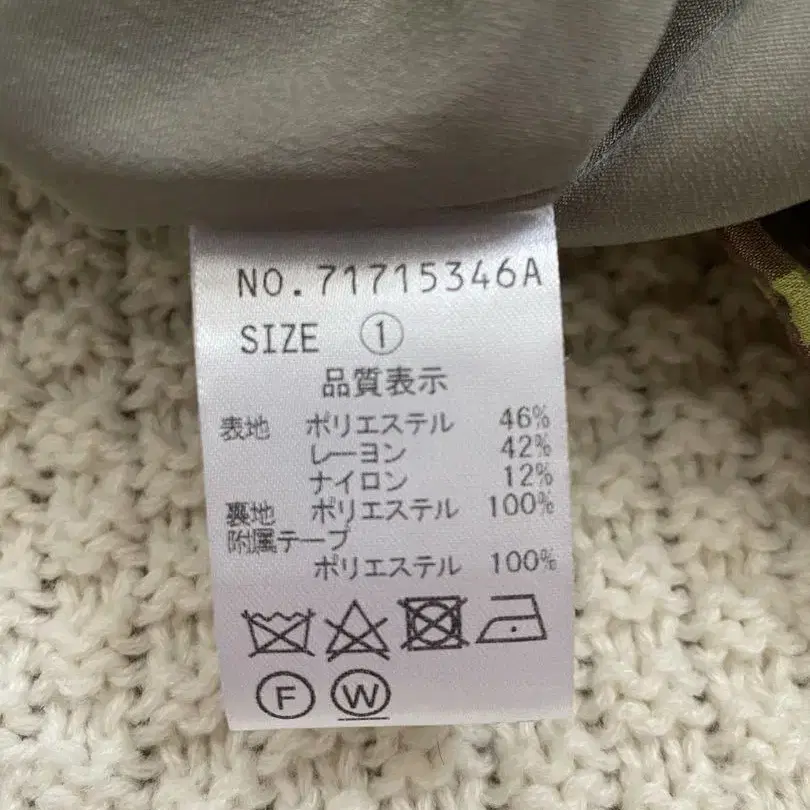 NO.71715346A
SIZE ①
品質表示
表地 ポリエステル 46%
レーヨン 42%
ナイロン 12%
裏地 ポリエステル 100%
附属テープ
ポリエステル 100%
F W